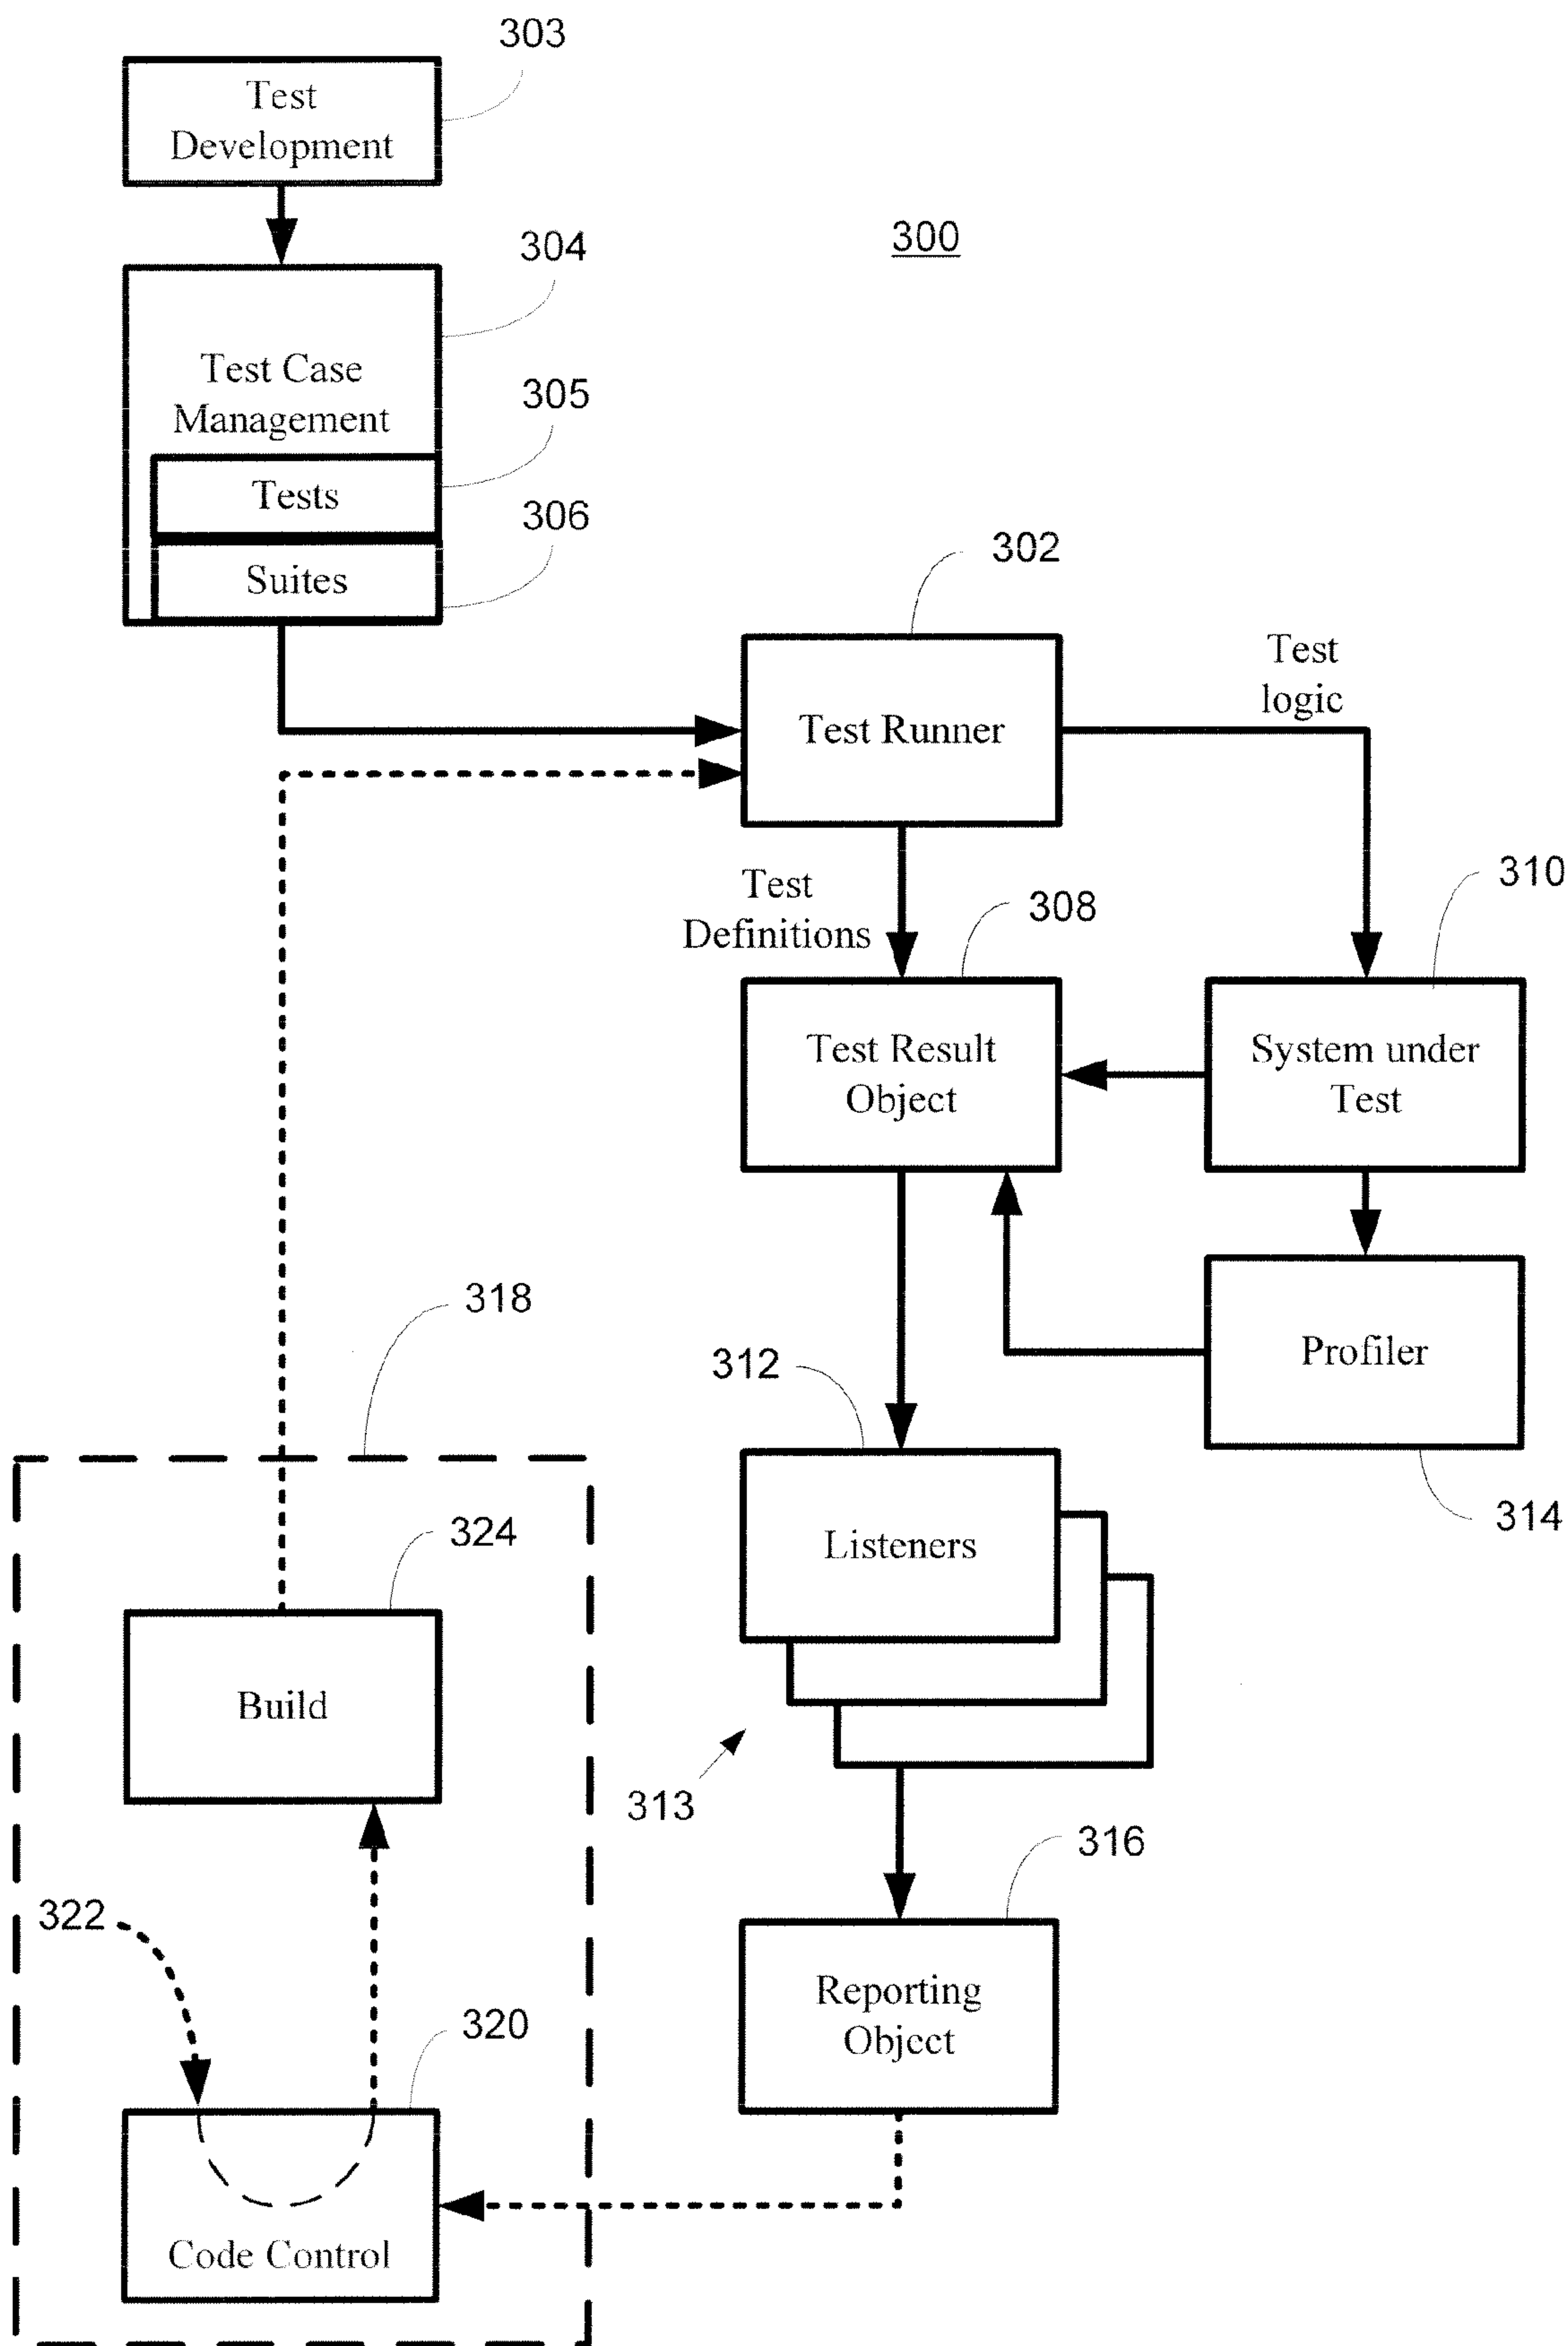 303
Test
Development
304
300
Test Case
Management
305
Tests
306
Suites
302
Test Runner
Test
logic
310
Test
Definitions
308
Test Result
Object
System under
Test
318
312
Profiler
314
Listeners
324
Build
313
316
322
Reporting
Object
320
Code Control